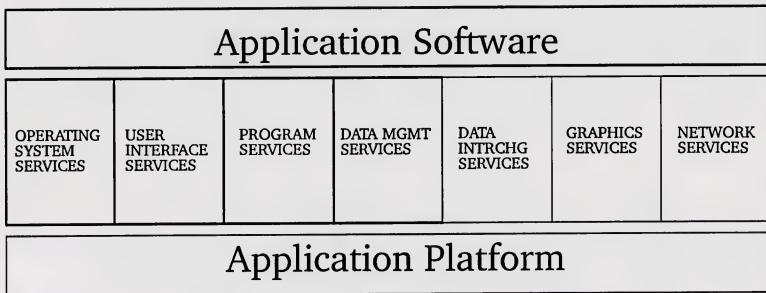 Application Software
OPERATING
SYSTEM
SERVICES
USER
INTERFACE
SERVICES
PROGRAM
SERVICES
DATA MGMT
SERVICES
DATA
INTRCHG
SERVICES
GRAPHICS
SERVICES
NETWORK
SERVICES
Application Platform